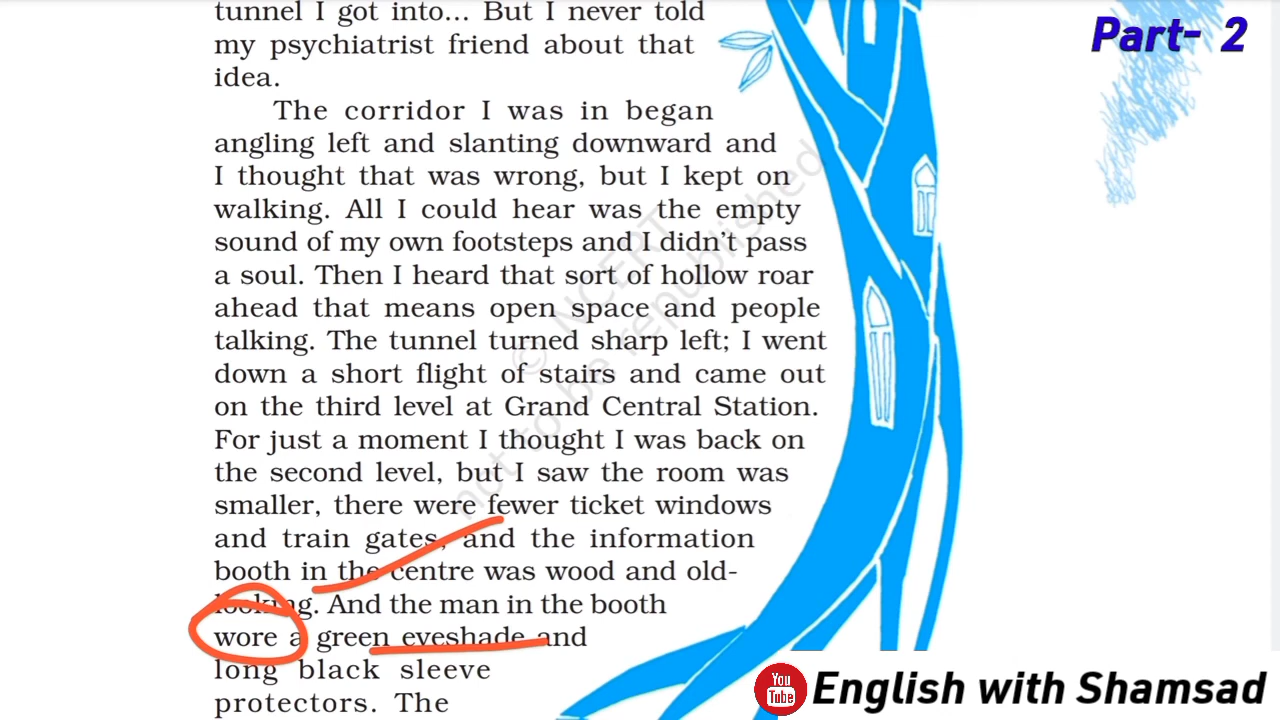 tunnel I got into... But I never told
my psychiatrist friend about that
idea.
The corridor I was in began
angling left and slanting downward and
I thought that was wrong, but I kept on
walking. All I could hear was the empty
sound of my own footsteps and I didn't pass
a soul. Then I heard that sort of hollow roar
ahead that means open space and people
talking. The tunnel turned sharp left; I went
down a short flight of stairs and came out
on the third level at Grand Central Station.
For just a moment I thought I was back on
the second level, but I saw the room was
smaller, there were fewer ticket windows
and train gates, and the information
booth in the centre was wood and old-
looking. And the man in the booth
wore a green eyeshade and
long black sleeve
protectors. The
Part- 2
© NCERT
not to be republished
You
Tube
English with Shamsad